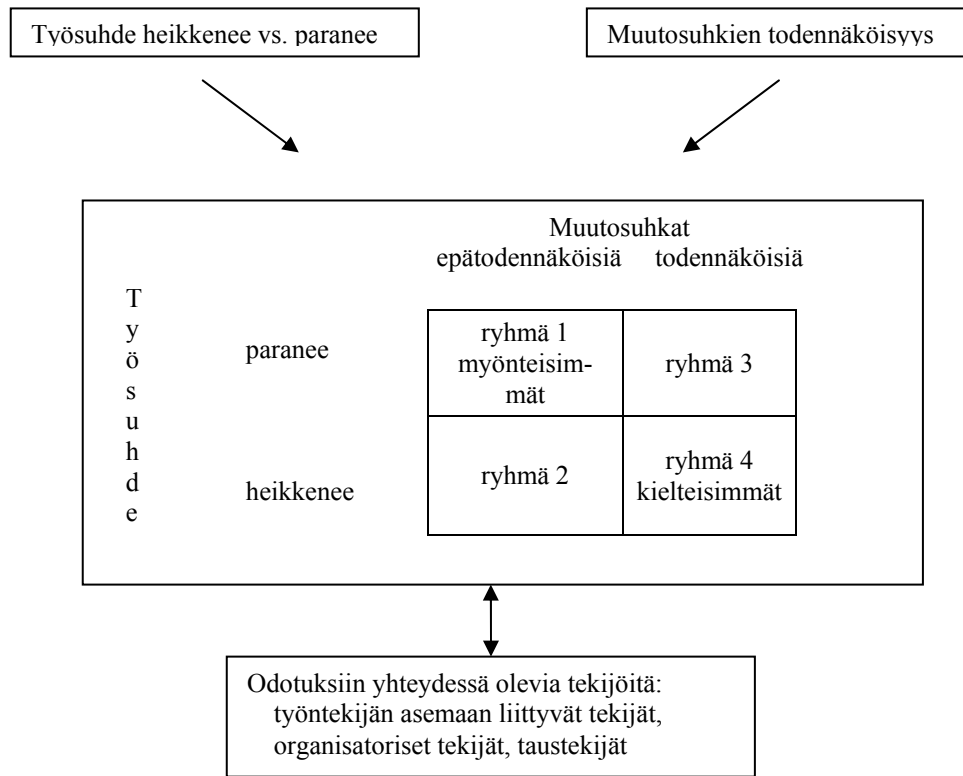 Työsuhde heikkenee vs. paranee
Muutosuhkien todennäköisyys
Muutosuhkat
epätodennäköisiä todennäköisiä
Työsuhde
paranee
ryhmä 1
myönteisim-
mät
ryhmä 3
heikkenee
ryhmä 2
ryhmä 4
kielteisimmät
Odotuksiin yhteydessä olevia tekijöitä:
työntekijän asemaan liittyvät tekijät,
organisatoriset tekijät, taustekijät